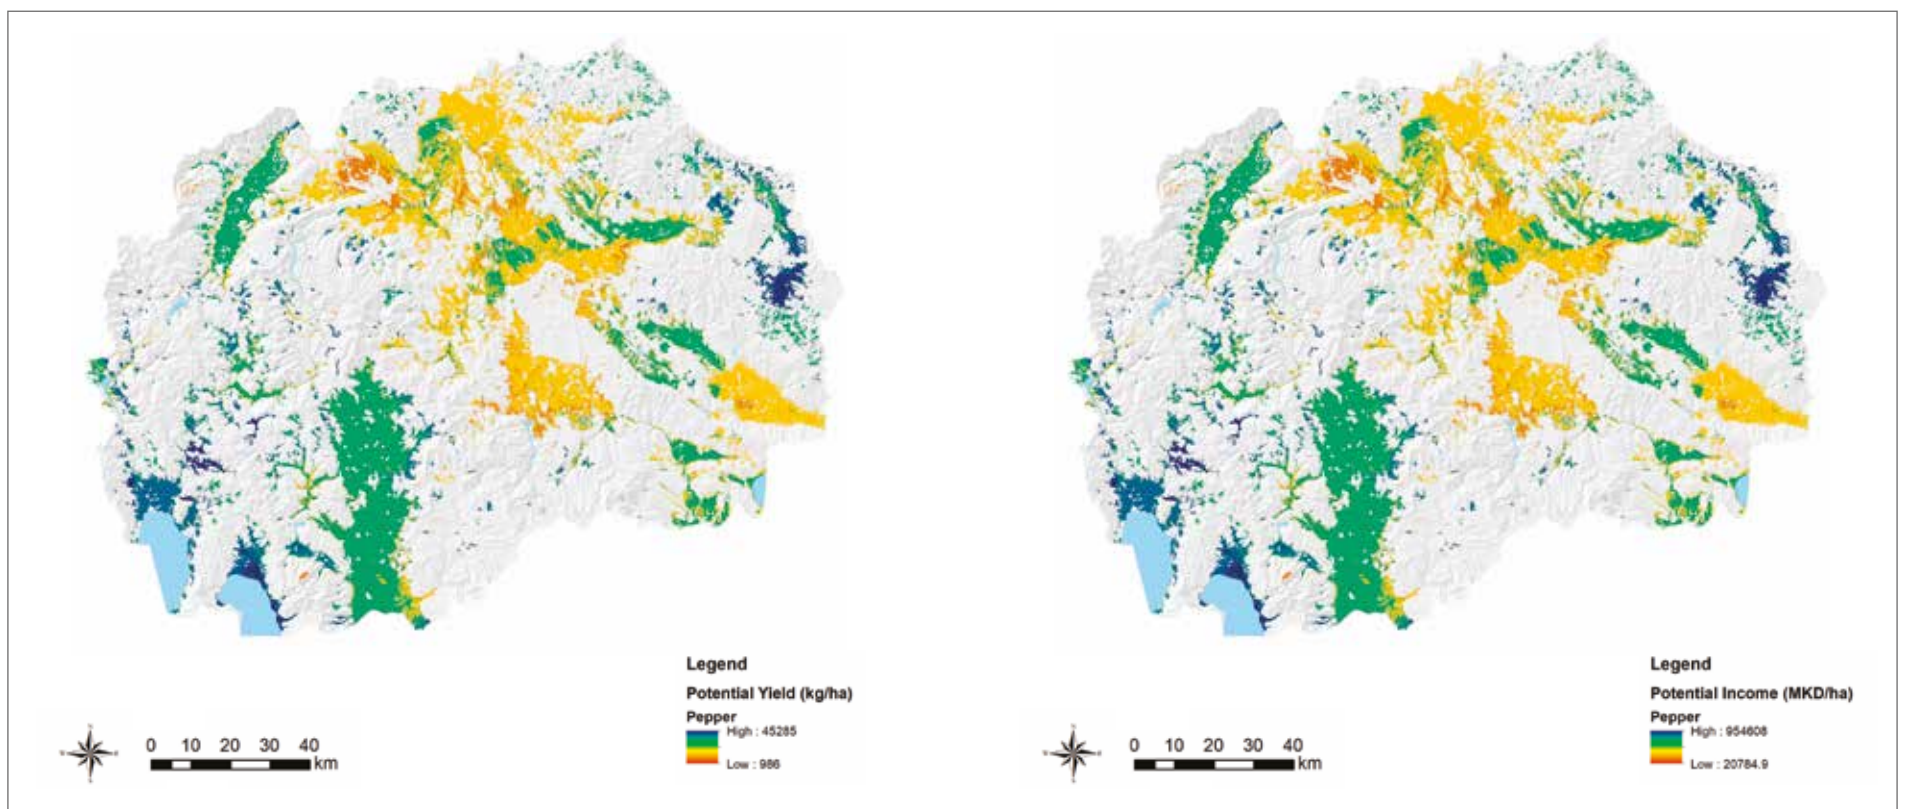 Legend
Potential Yield (kg/ha)
Pepper
High : 45285
Low : 986
N
0 10 20 30 40
km
Legend
Potential Income (MKD/ha)
Pepper
High : 954608
Low : 20784.9
N
0 10 20 30 40
km